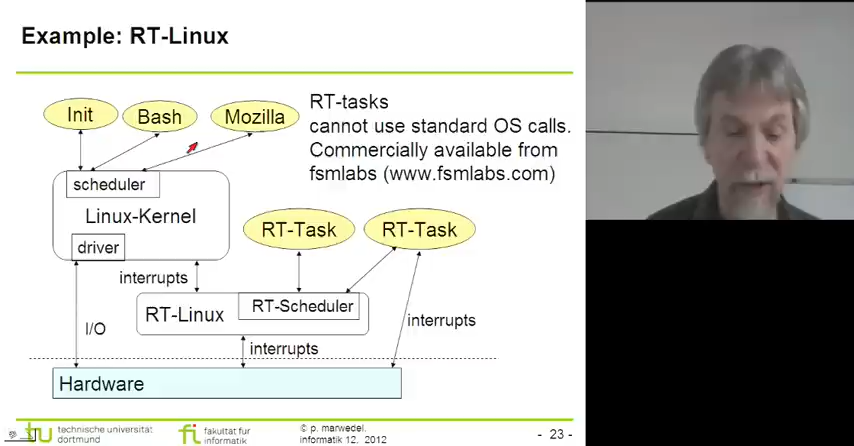 Example: RT-Linux
Init
Bash
Mozilla
RT-tasks
cannot use standard OS calls.
Commercially available from
fsmlabs (www.fsmlabs.com)
scheduler
Linux-Kernel
driver
RT-Task
RT-Task
interrupts
RT-Linux
RT-Scheduler
I/O
interrupts
interrupts
Hardware
tu
technische universität
dortmund
fi
fakultät für
informatik
© p. marwedel.
informatik 12, 2012
- 23 -